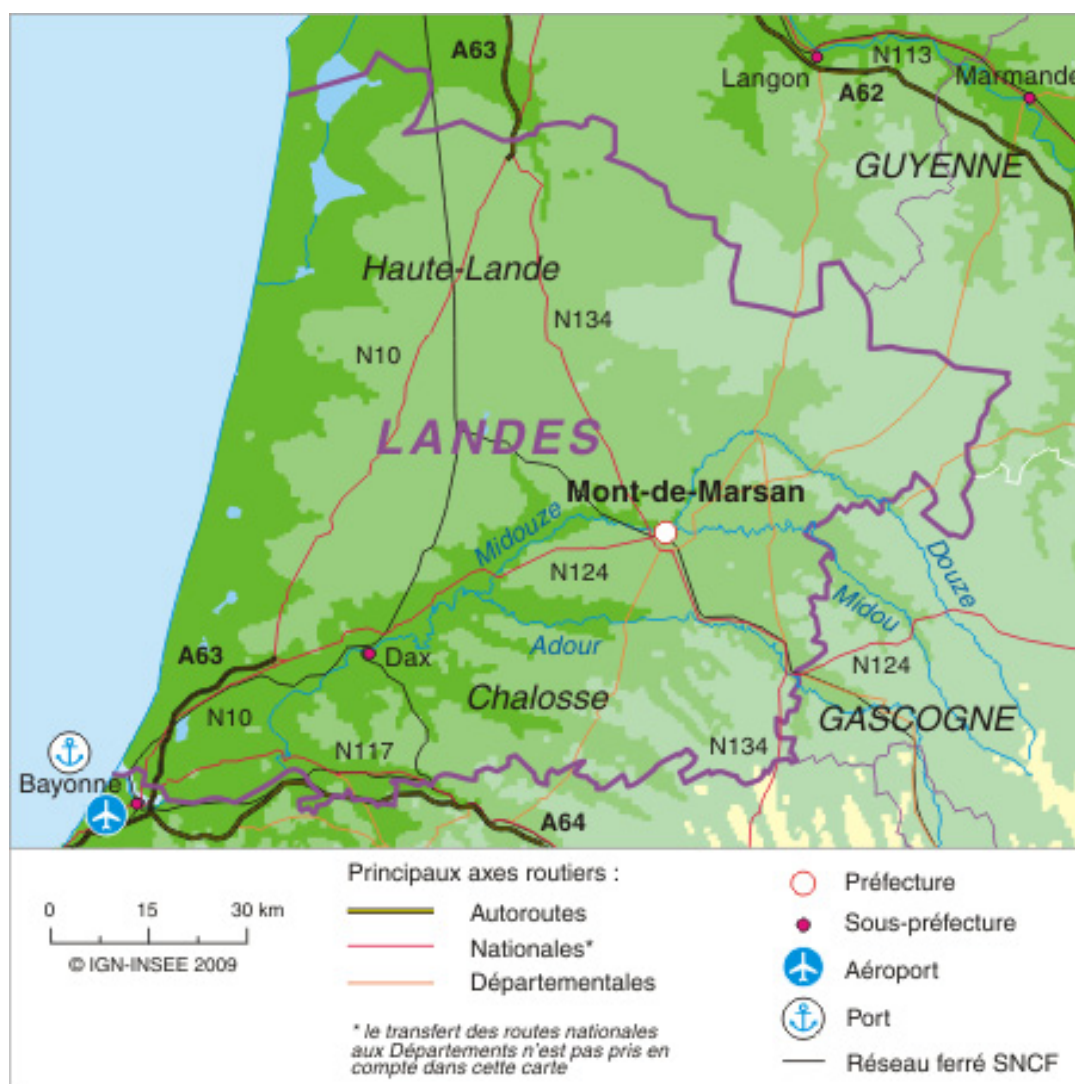 A63
N113
Langon
Marmande
A62
GUYENNE
Haute-Lande
N134
N10
LANDES
Mont-de-Marsan
Midouze
Douze
N124
Midou
Adour
A63
Dax
N124
Chalosse
N10
GASCOGNE
N134
N117
Bayonne
A64
Principaux axes routiers :
0 15 30 km
© IGN-INSEE 2009
Autoroutes
Nationales*
Départementales
* le transfert des routes nationales
aux Départements n'est pas pris en
compte dans cette carte
Préfecture
Sous-préfecture
Aéroport
Port
Réseau ferré SNCF